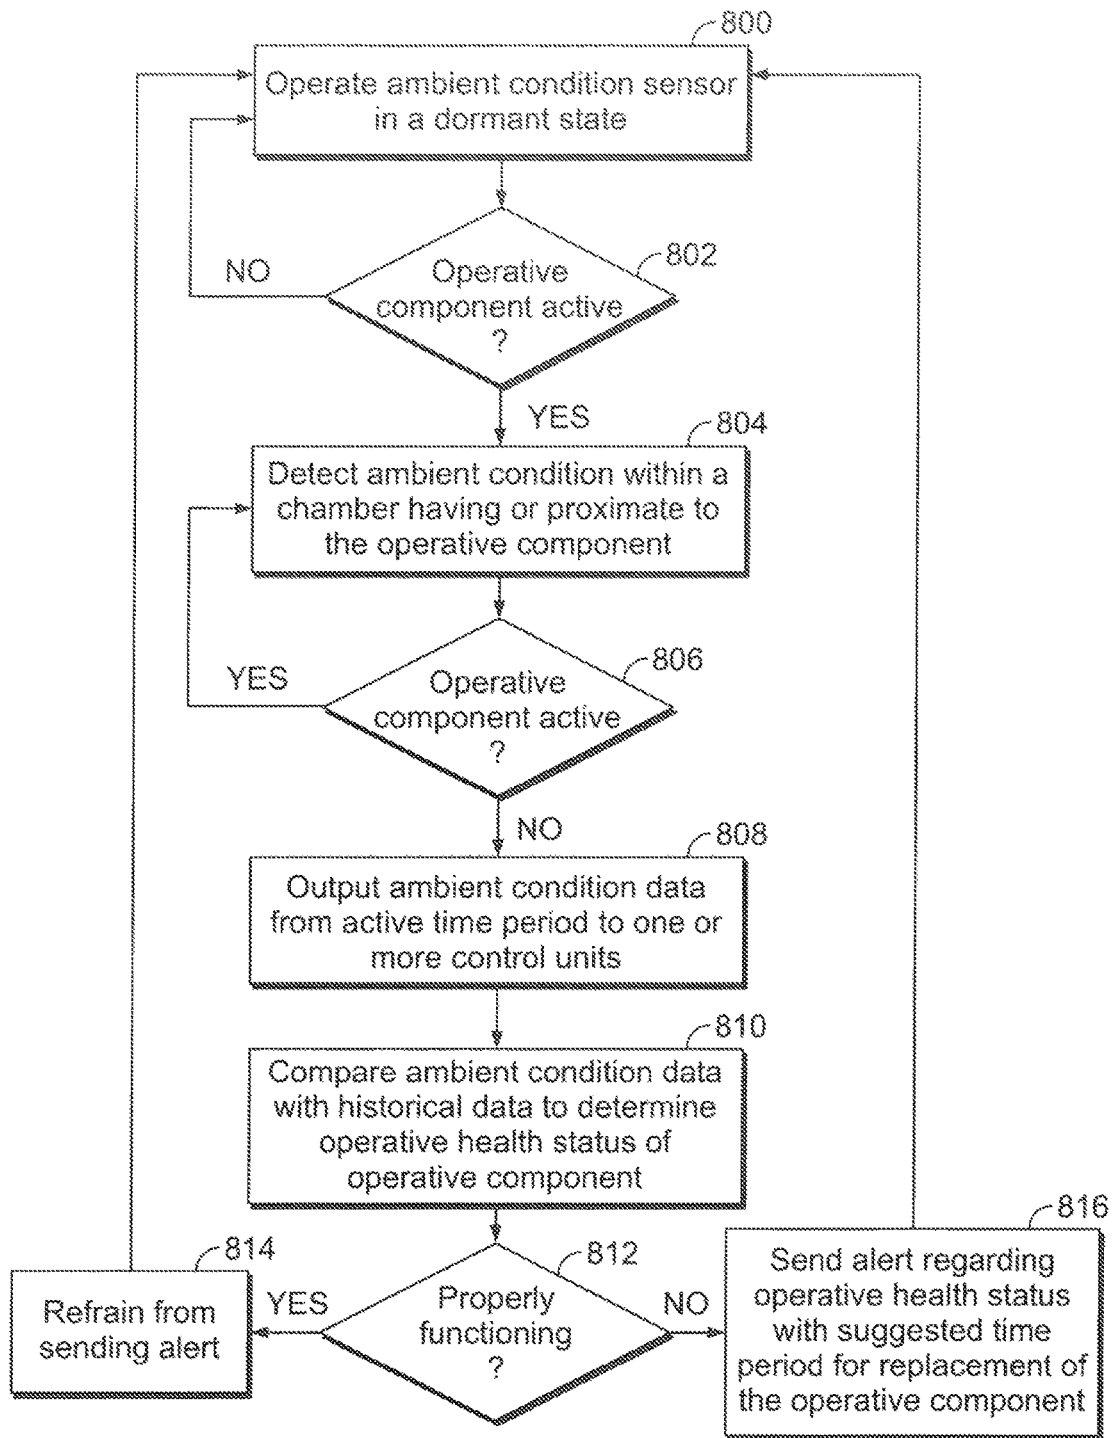 800
Operate ambient condition sensor
in a dormant state
802
Operative
component active
?
NO
YES
804
Detect ambient condition within a
chamber having or proximate to
the operative component
806
Operative
component active
?
YES
NO
808
Output ambient condition data
from active time period to one or
more control units
810
Compare ambient condition data
with historical data to determine
operative health status of
operative component
812
Properly
functioning
?
YES
NO
814
Refrain from
sending alert
816
Send alert regarding
operative health status
with suggested time
period for replacement of
the operative component